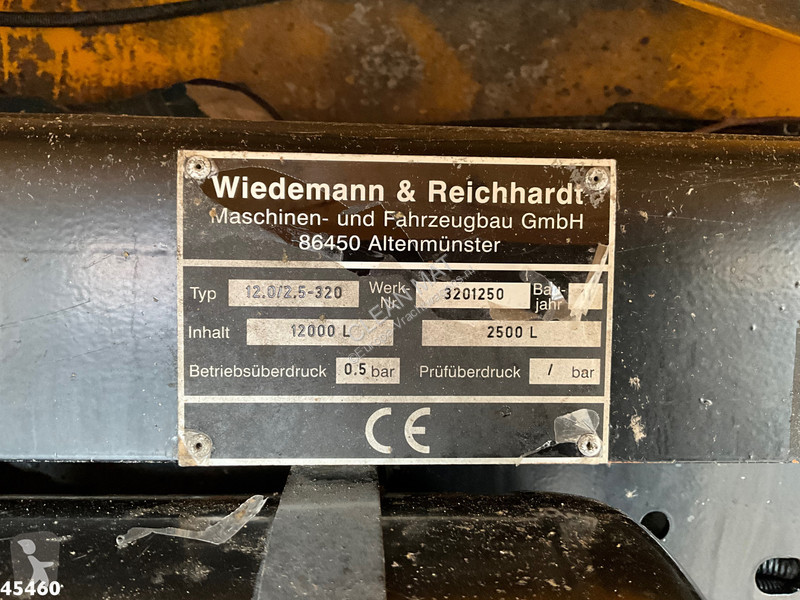 Wiedemann & Reichhardt
Maschinen- und Fahrzeugbau GmbH
86450 Altenmünster
Typ 12.0/2.5-320 Werk-Nr. 3201250 Bau-jahr
Inhalt 12000 L 2500 L
Betriebsüberdruck 0.5 bar Prüfüberdruck / bar
CE
45460